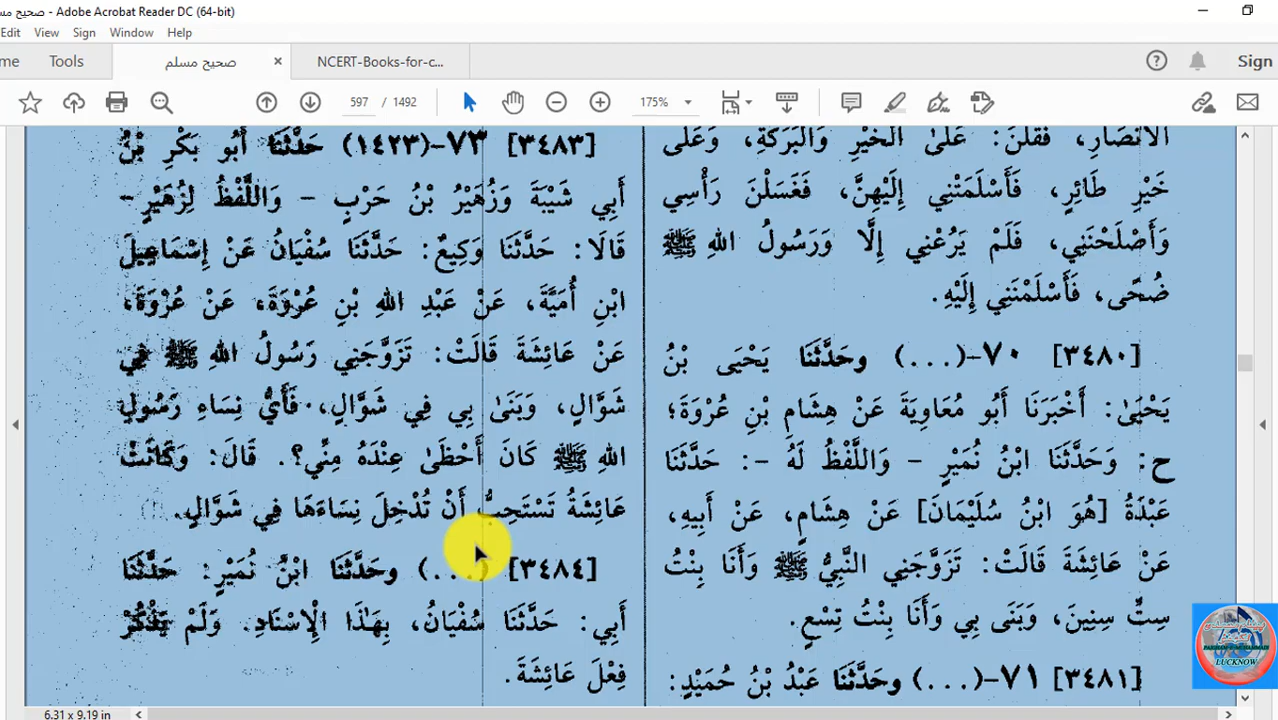 صحيح مس - Adobe Acrobat Reader DC (64-bit)
Edit View Sign Window Help
me Tools صحيح مسلم × NCERT-Books-for-c...
Sign
597 / 1492 175%
الأَنْصَارِ، فَقُلْنَ: عَلَىٰ الْخَيْرِ وَالْبَرَكَةِ، وَعَلَى
خَيْرِ طَائِرٍ، فَأَسْلَمَتْنِي إِلَيْهِنَّ، فَغَسَلْنَ رَأْسِي
وَأَصْلَحْنَنِي، فَلَمْ يَرُعْنِي إِلَّا وَرَسُولُ اللهِ ﷺ
ضُحًى، فَأَسْلَمْنَنِي إِلَيْهِ.
[٣٤٨٠] ٧٠-(...) وحَدَّثَنَا يَحْيَى بْنُ
يَحْيَىٰ: أَخْبَرَنَا أَبُو مُعَاوِيَةَ عَنْ هِشَامِ بْنِ عُرْوَةَ؛
ح: وَحَدَّثَنَا ابْنُ نُمَيْرٍ - وَاللَّفْظُ لَهُ -: حَدَّثَنَا
عَبْدَةُ [هُوَ ابْنُ سُلَيْمَانَ] عَنْ هِشَامٍ، عَنْ أَبِيهِ،
عَنْ عَائِشَةَ قَالَتْ: تَزَوَّجَنِي النَّبِيُّ ﷺ وَأَنَا بِنْتُ
سِتِّ سِنِينَ، وَبَنَى بِي وَأَنَا بِنْتُ تِسْعٍ.
[٣٤٨١] ٧١-(...) وحَدَّثَنَا عَبْدُ بْنُ حُمَيْدٍ:
[٣٤٨٣] ٧٣-(١٤٢٣) حَدَّثَنَا أَبُو بَكْرِ بْنُ
أَبِي شَيْبَةَ وَزُهَيْرُ بْنُ حَرْبٍ - وَاللَّفْظُ لِزُهَيْرٍ -
قَالَا: حَدَّثَنَا وَكِيعٌ: حَدَّثَنَا سُفْيَانُ عَنْ إِسْمَاعِيلَ
ابْنِ أُمَيَّةَ، عَنْ عَبْدِ اللهِ بْنِ عُرْوَةَ، عَنْ عُرْوَةَ،
عَنْ عَائِشَةَ قَالَتْ: تَزَوَّجَنِي رَسُولُ اللهِ ﷺ فِي
شَوَّالٍ، وَبَنَىٰ بِي فِي شَوَّالٍ، فَأَيُّ نِسَاءِ رَسُولِ
اللهِ ﷺ كَانَ أَحْظَىٰ عِنْدَهُ مِنِّي؟. قَالَ: وَكَانَتْ
عَائِشَةُ تَسْتَحِبُّ أَنْ تُدْخِلَ نِسَاءَهَا فِي شَوَّالٍ.
[٣٤٨٤] (...) وحَدَّثَنَا ابْنُ نُمَيْرٍ: حَدَّثَنَا
أَبِي: حَدَّثَنَا سُفْيَانُ، بِهَٰذَا الْإِسْنَادِ. وَلَمْ يَذْكُرْ
فِعْلَ عَائِشَةَ.
LUCKNOW
6.31 x 9.19 in